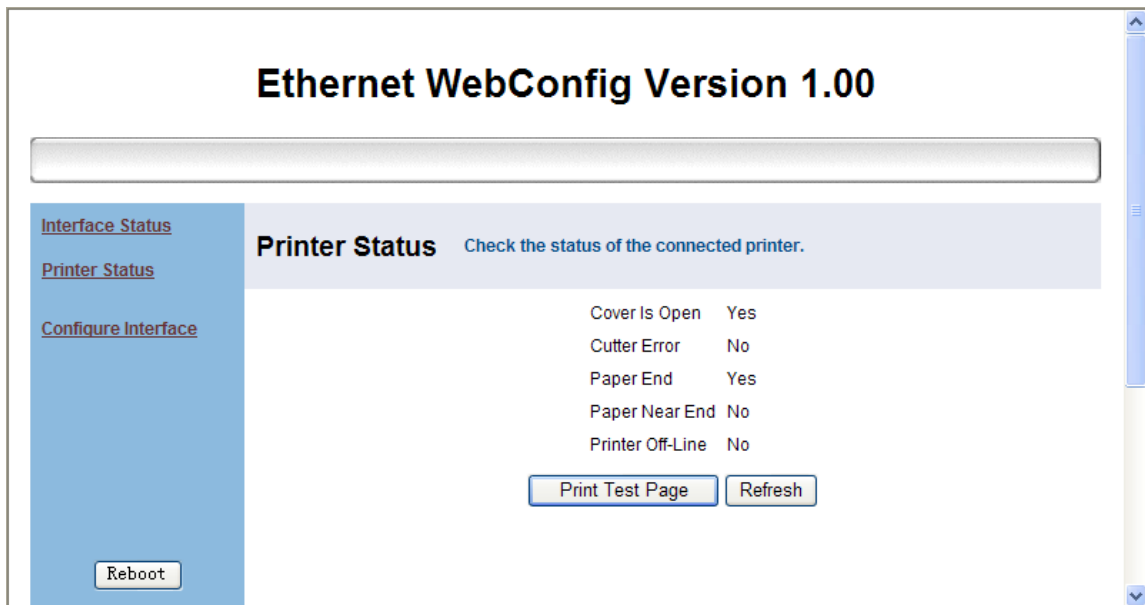 Ethernet WebConfig Version 1.00
Interface Status
Printer Status
Configure Interface
Reboot
Printer Status Check the status of the connected printer.
Cover Is Open Yes
Cutter Error No
Paper End Yes
Paper Near End No
Printer Off-Line No
Print Test Page Refresh